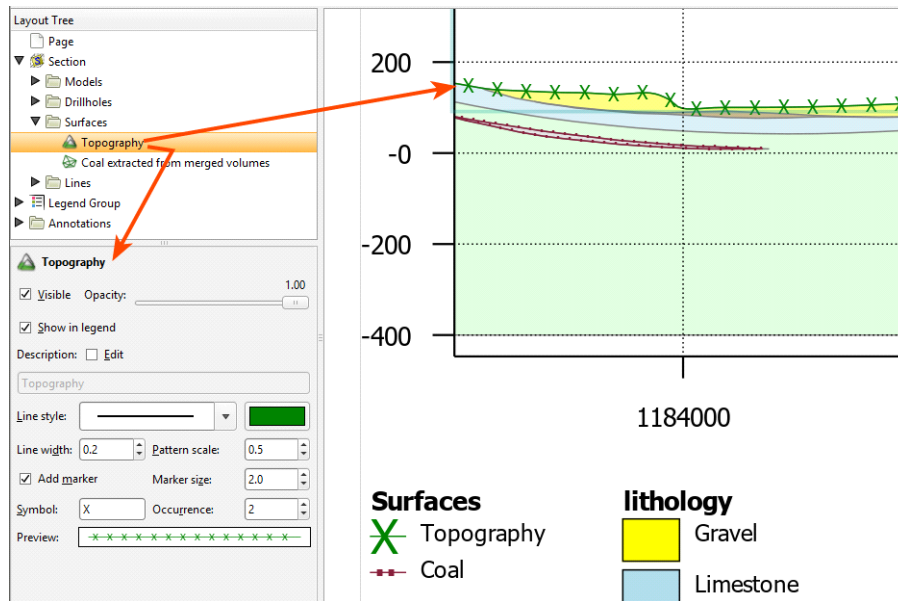 Layout Tree
Page
Section
Models
Drillholes
Surfaces
Topography
Coal extracted from merged volumes
Lines
Legend Group
Annotations
Topography
Visible Opacity: 1.00
Show in legend
Description: Edit
Topography
Line style:
Line width: 0.2 Pattern scale: 0.5
Add marker Marker size: 2.0
Symbol: X Occurrence: 2
Preview:
200
-0
-200
-400
1184000
Surfaces
Topography
Coal
lithology
Gravel
Limestone